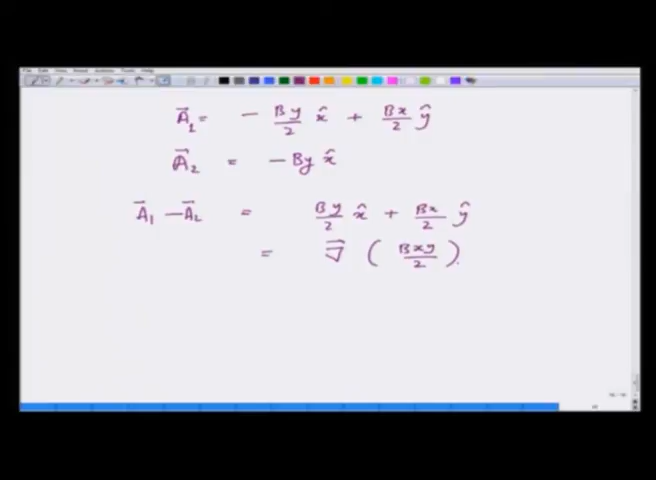 A⃗₁ = − By/2 x̂ + Bx/2 ŷ
A⃗₂ = − By x̂
A⃗₁ − A⃗₂ = By/2 x̂ + Bx/2 ŷ
= ∇⃗ ( Bxy/2 ).